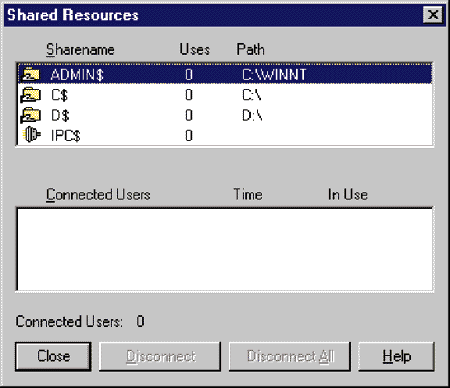 Shared Resources
Sharename Uses Path
ADMIN$ 0 C:\WINNT
C$ 0 C:\
D$ 0 D:\
IPC$ 0
Connected Users Time In Use
Connected Users: 0
Close Disconnect Disconnect All Help